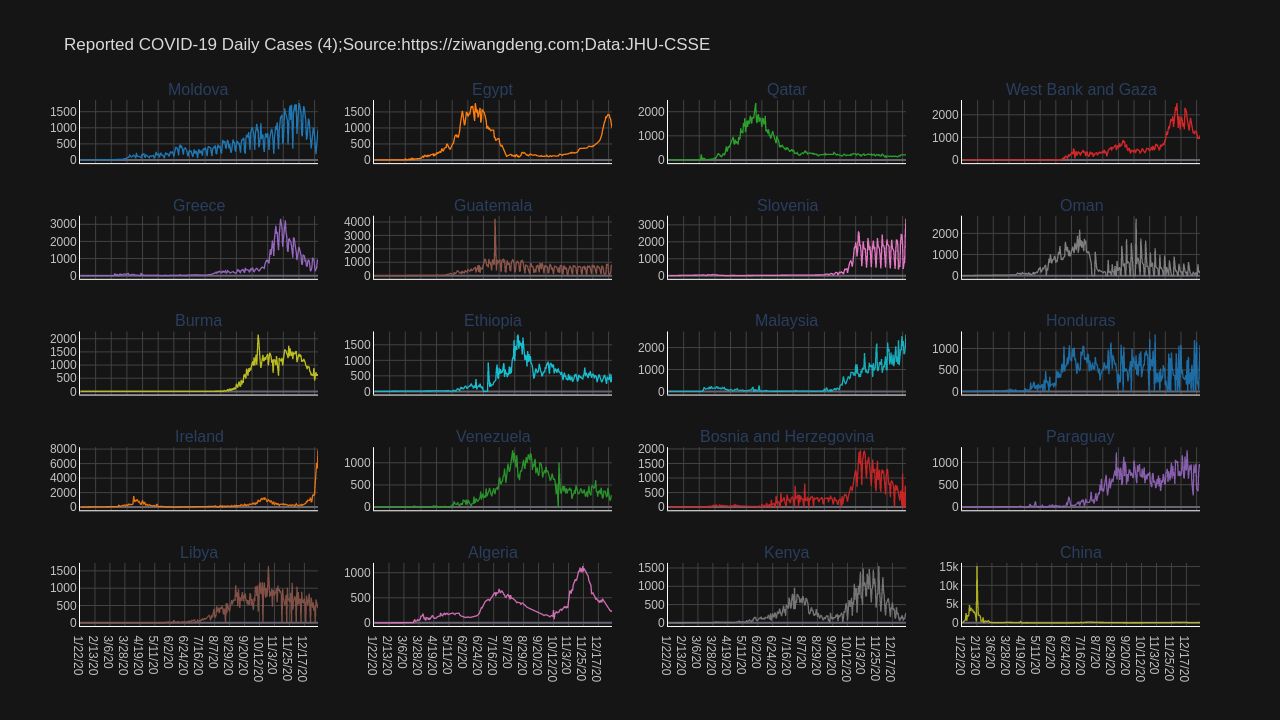 Reported COVID-19 Daily Cases (4);Source:https://ziwangdeng.com;Data:JHU-CSSE
Moldova Egypt Qatar West Bank and Gaza
1500 1000 500 0
1500 1000 500 0
2000 1000 0
2000 1000 0
Greece Guatemala Slovenia Oman
3000 2000 1000 0
4000 3000 2000 1000 0
3000 2000 1000 0
2000 1000 0
Burma Ethiopia Malaysia Honduras
2000 1500 1000 500 0
1500 1000 500 0
2000 1000 0
1000 500 0
Ireland Venezuela Bosnia and Herzegovina Paraguay
8000 6000 4000 2000 0
1000 500 0
2000 1500 1000 500 0
1000 500 0
Libya Algeria Kenya China
1500 1000 500 0
1000 500 0
1500 1000 500 0
15k 10k 5k 0
1/22/20 2/13/20 3/6/20 3/28/20 4/19/20 5/11/20 6/2/20 6/24/20 7/16/20 8/7/20 8/29/20 9/20/20 10/12/20 11/3/20 11/25/20 12/17/20
1/22/20 2/13/20 3/6/20 3/28/20 4/19/20 5/11/20 6/2/20 6/24/20 7/16/20 8/7/20 8/29/20 9/20/20 10/12/20 11/3/20 11/25/20 12/17/20
1/22/20 2/13/20 3/6/20 3/28/20 4/19/20 5/11/20 6/2/20 6/24/20 7/16/20 8/7/20 8/29/20 9/20/20 10/12/20 11/3/20 11/25/20 12/17/20
1/22/20 2/13/20 3/6/20 3/28/20 4/19/20 5/11/20 6/2/20 6/24/20 7/16/20 8/7/20 8/29/20 9/20/20 10/12/20 11/3/20 11/25/20 12/17/20